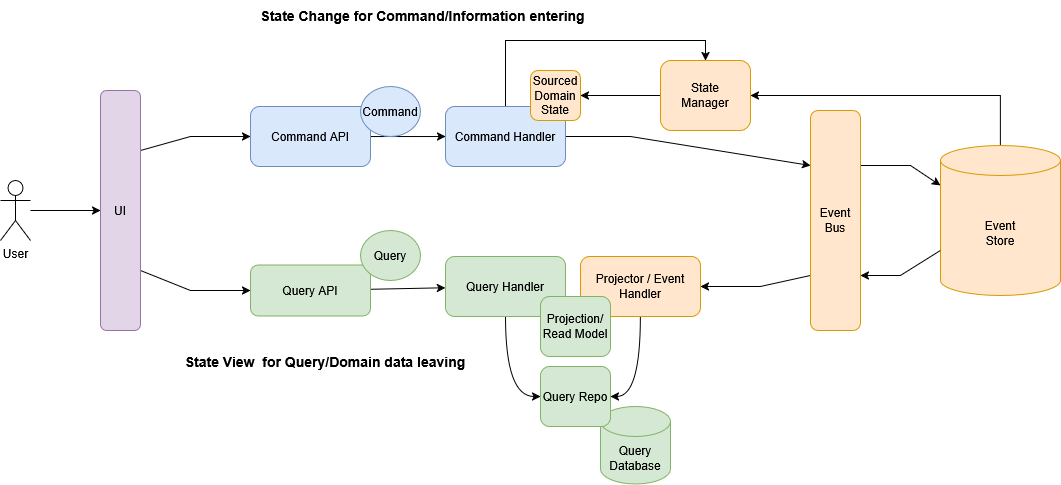 State Change for Command/Information entering
Sourced
Domain
State
State
Manager
Command
Command API
Command Handler
User
UI
Event
Bus
Event
Store
Query
Query API
Query Handler
Projector / Event
Handler
Projection/
Read Model
State View  for Query/Domain data leaving
Query Repo
Query
Database